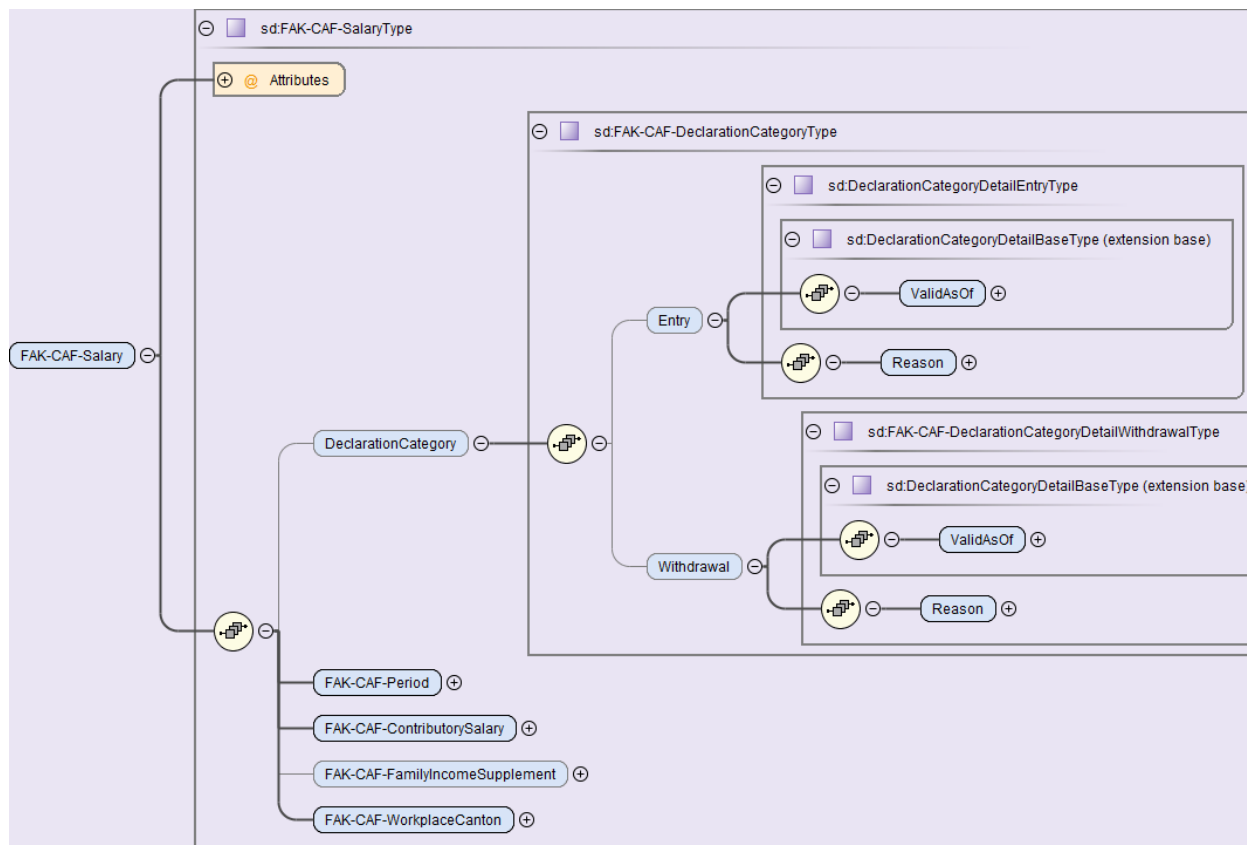 sd:FAK-CAF-SalaryType
@ Attributes
sd:FAK-CAF-DeclarationCategoryType
sd:DeclarationCategoryDetailEntryType
sd:DeclarationCategoryDetailBaseType (extension base)
ValidAsOf
Entry
Reason
FAK-CAF-Salary
sd:FAK-CAF-DeclarationCategoryDetailWithdrawalType
DeclarationCategory
sd:DeclarationCategoryDetailBaseType (extension base)
ValidAsOf
Withdrawal
Reason
FAK-CAF-Period
FAK-CAF-ContributorySalary
FAK-CAF-FamilyIncomeSupplement
FAK-CAF-WorkplaceCanton